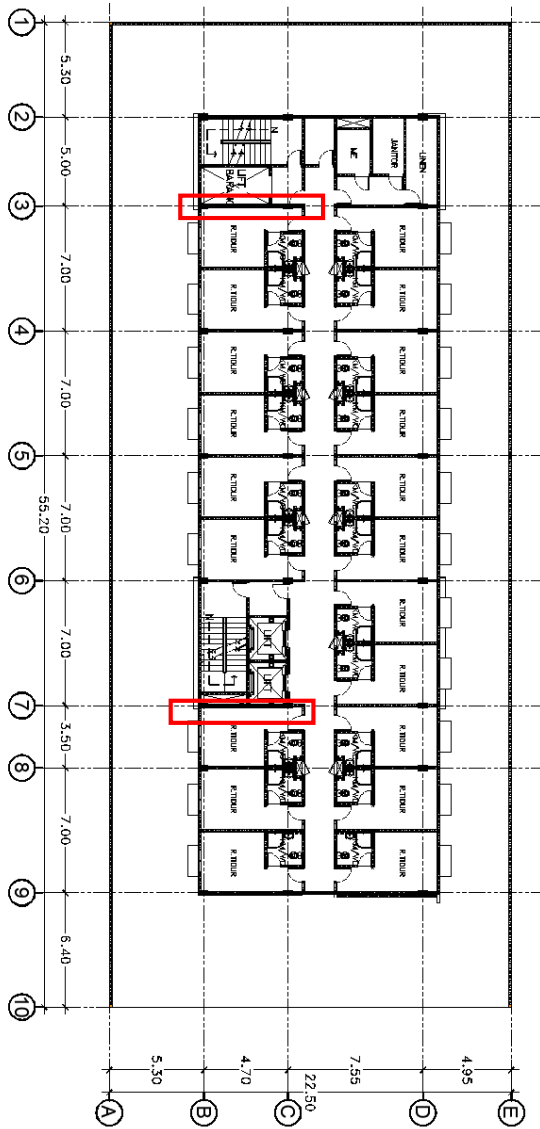 1
5.30
2
N
ME
JANITOR
LINEN
5.00
LIFT
BARANG
3
R.TIDUR
R.TIDUR
7.00
R.TIDUR
R.TIDUR
4
R.TIDUR
R.TIDUR
7.00
R.TIDUR
R.TIDUR
5
R.TIDUR
R.TIDUR
55.20
7.00
R.TIDUR
R.TIDUR
6
N
LIFT
R.TIDUR
7.00
LIFT
R.TIDUR
7
3.50
R.TIDUR
R.TIDUR
8
R.TIDUR
R.TIDUR
7.00
R.TIDUR
R.TIDUR
9
6.40
10
5.30
4.70
7.55
4.95
22.50
A
B
C
D
E